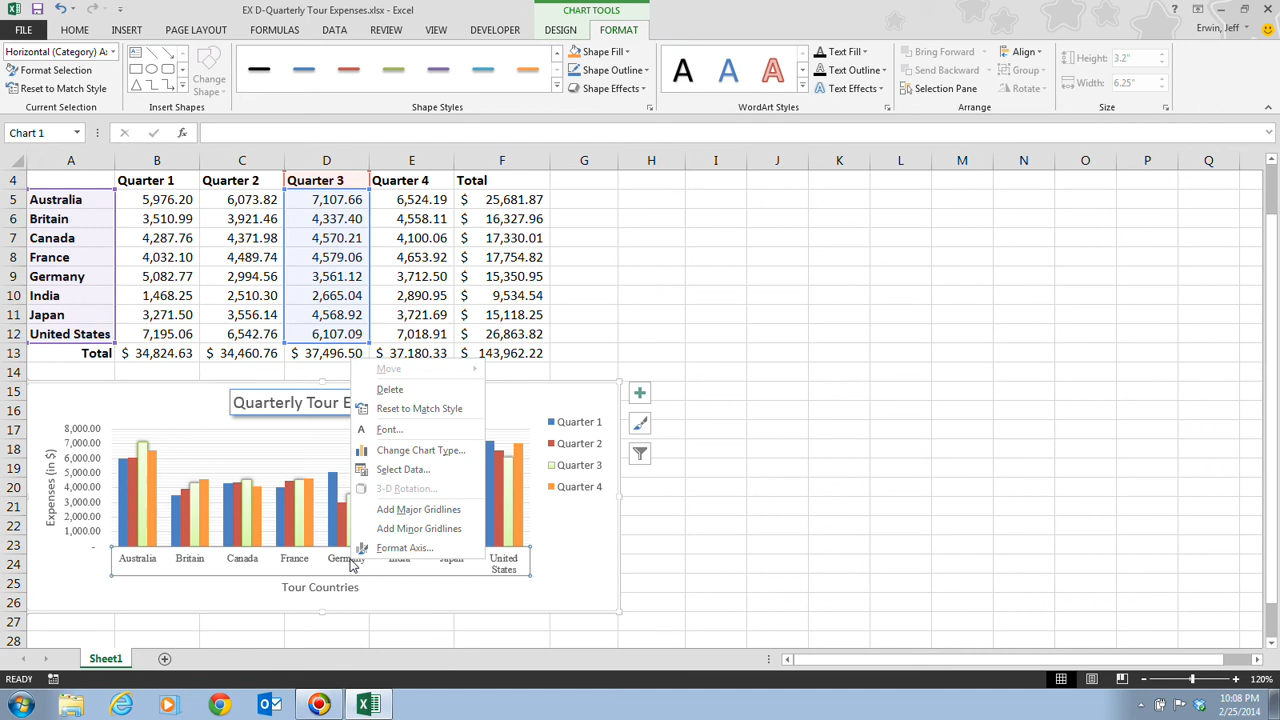 EX D-Quarterly Tour Expenses.xlsx - Excel
CHART TOOLS
FILE HOME INSERT PAGE LAYOUT FORMULAS DATA REVIEW VIEW DEVELOPER DESIGN FORMAT
Erwin, Jeff
Horizontal (Category) A:
Format Selection
Reset to Match Style
Current Selection
Change
Shape
Insert Shapes
Shape Fill
Shape Outline
Shape Effects
Shape Styles
A A A
Text Fill
Text Outline
Text Effects
WordArt Styles
Bring Forward
Send Backward
Selection Pane
Align
Group
Rotate
Arrange
Height: 3.2"
Width: 6.25"
Size
Chart 1
fx
A B C D E F G H I J K L M N O P Q
4 Quarter 1 Quarter 2 Quarter 3 Quarter 4 Total
5 Australia 5,976.20 6,073.82 7,107.66 6,524.19 $ 25,681.87
6 Britain 3,510.99 3,921.46 4,337.40 4,558.11 $ 16,327.96
7 Canada 4,287.76 4,371.98 4,570.21 4,100.06 $ 17,330.01
8 France 4,032.10 4,489.74 4,579.06 4,653.92 $ 17,754.82
9 Germany 5,082.77 2,994.56 3,561.12 3,712.50 $ 15,350.95
10 India 1,468.25 2,510.30 2,665.04 2,890.95 $ 9,534.54
11 Japan 3,271.50 3,556.14 4,568.92 3,721.69 $ 15,118.25
12 United States 7,195.06 6,542.76 6,107.09 7,018.91 $ 26,863.82
13 Total $ 34,824.63 $ 34,460.76 $ 37,496.50 $ 37,180.33 $ 143,962.22
14
15
16
17
18
19
20
21
22
23
24
25
26
27
28
Quarterly Tour E
Expenses (in $)
8,000.00
7,000.00
6,000.00
5,000.00
4,000.00
3,000.00
2,000.00
1,000.00
-
Australia Britain Canada France Germany India Japan United
States
Tour Countries
Quarter 1
Quarter 2
Quarter 3
Quarter 4
Move
Delete
Reset to Match Style
A Font...
Change Chart Type...
Select Data...
3-D Rotation...
Add Major Gridlines
Add Minor Gridlines
Format Axis...
Sheet1
READY
120%
10:08 PM
2/25/2014